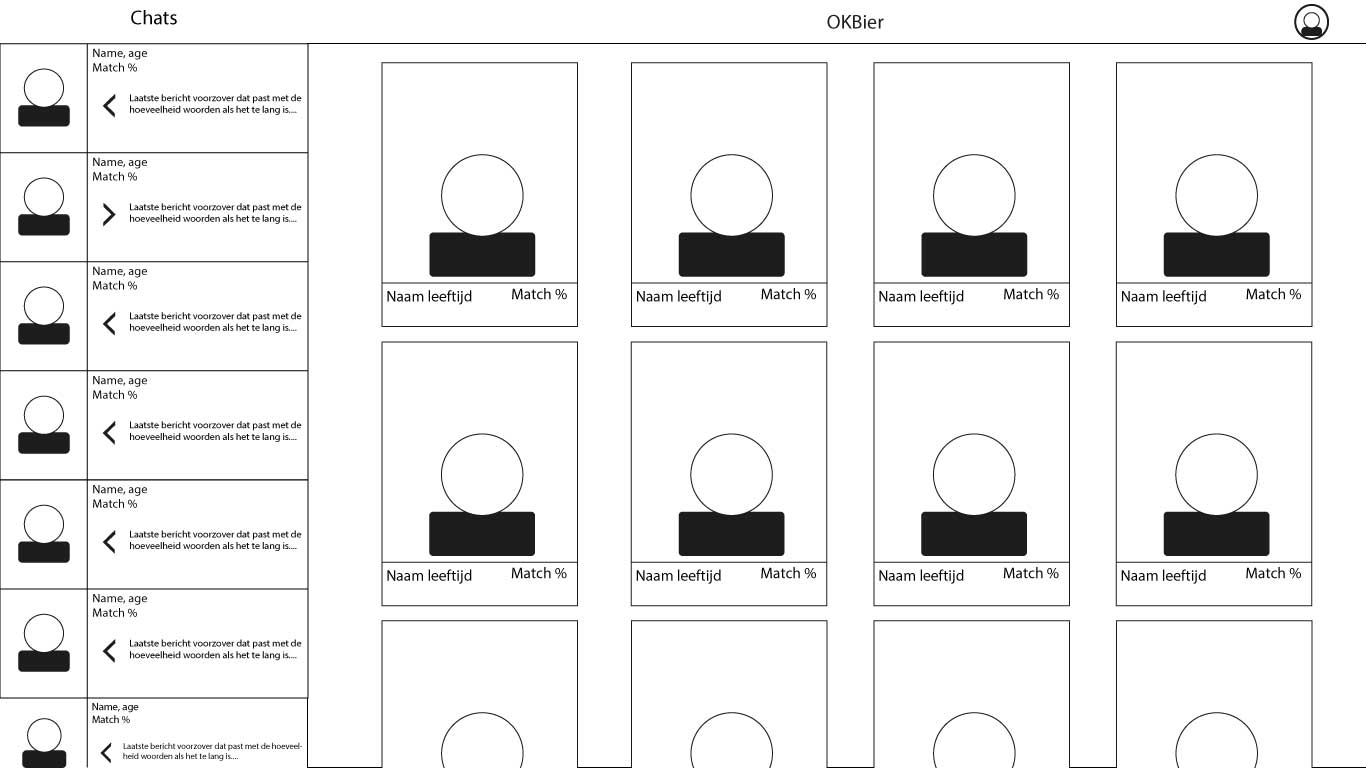 Chats
OKBier
Name, age
Match %
Laatste bericht voorzover dat past met de
hoeveelheid woorden als het te lang is....
Name, age
Match %
Laatste bericht voorzover dat past met de
hoeveelheid woorden als het te lang is....
Name, age
Match %
Laatste bericht voorzover dat past met de
hoeveelheid woorden als het te lang is....
Name, age
Match %
Laatste bericht voorzover dat past met de
hoeveelheid woorden als het te lang is....
Name, age
Match %
Laatste bericht voorzover dat past met de
hoeveelheid woorden als het te lang is....
Name, age
Match %
Laatste bericht voorzover dat past met de
hoeveelheid woorden als het te lang is....
Name, age
Match %
Laatste bericht voorzover dat past met de hoeveel-
heid woorden als het te lang is....
Naam leeftijd Match %
Naam leeftijd Match %
Naam leeftijd Match %
Naam leeftijd Match %
Naam leeftijd Match %
Naam leeftijd Match %
Naam leeftijd Match %
Naam leeftijd Match %